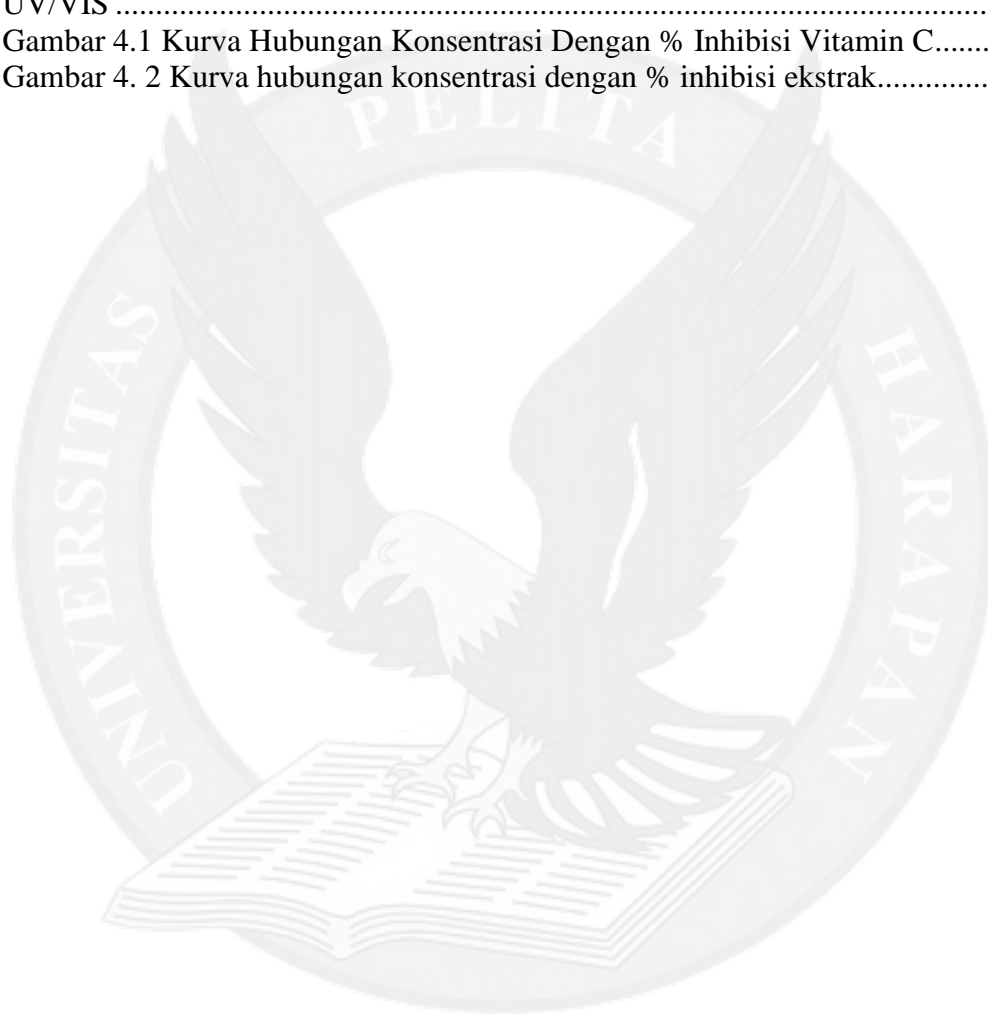 UV/VIS ...............................................................................................................
Gambar 4.1 Kurva Hubungan Konsentrasi Dengan % Inhibisi Vitamin C.......
Gambar 4. 2 Kurva hubungan konsentrasi dengan % inhibisi ekstrak..............
UNIVERSITAS PELITA HARAPAN